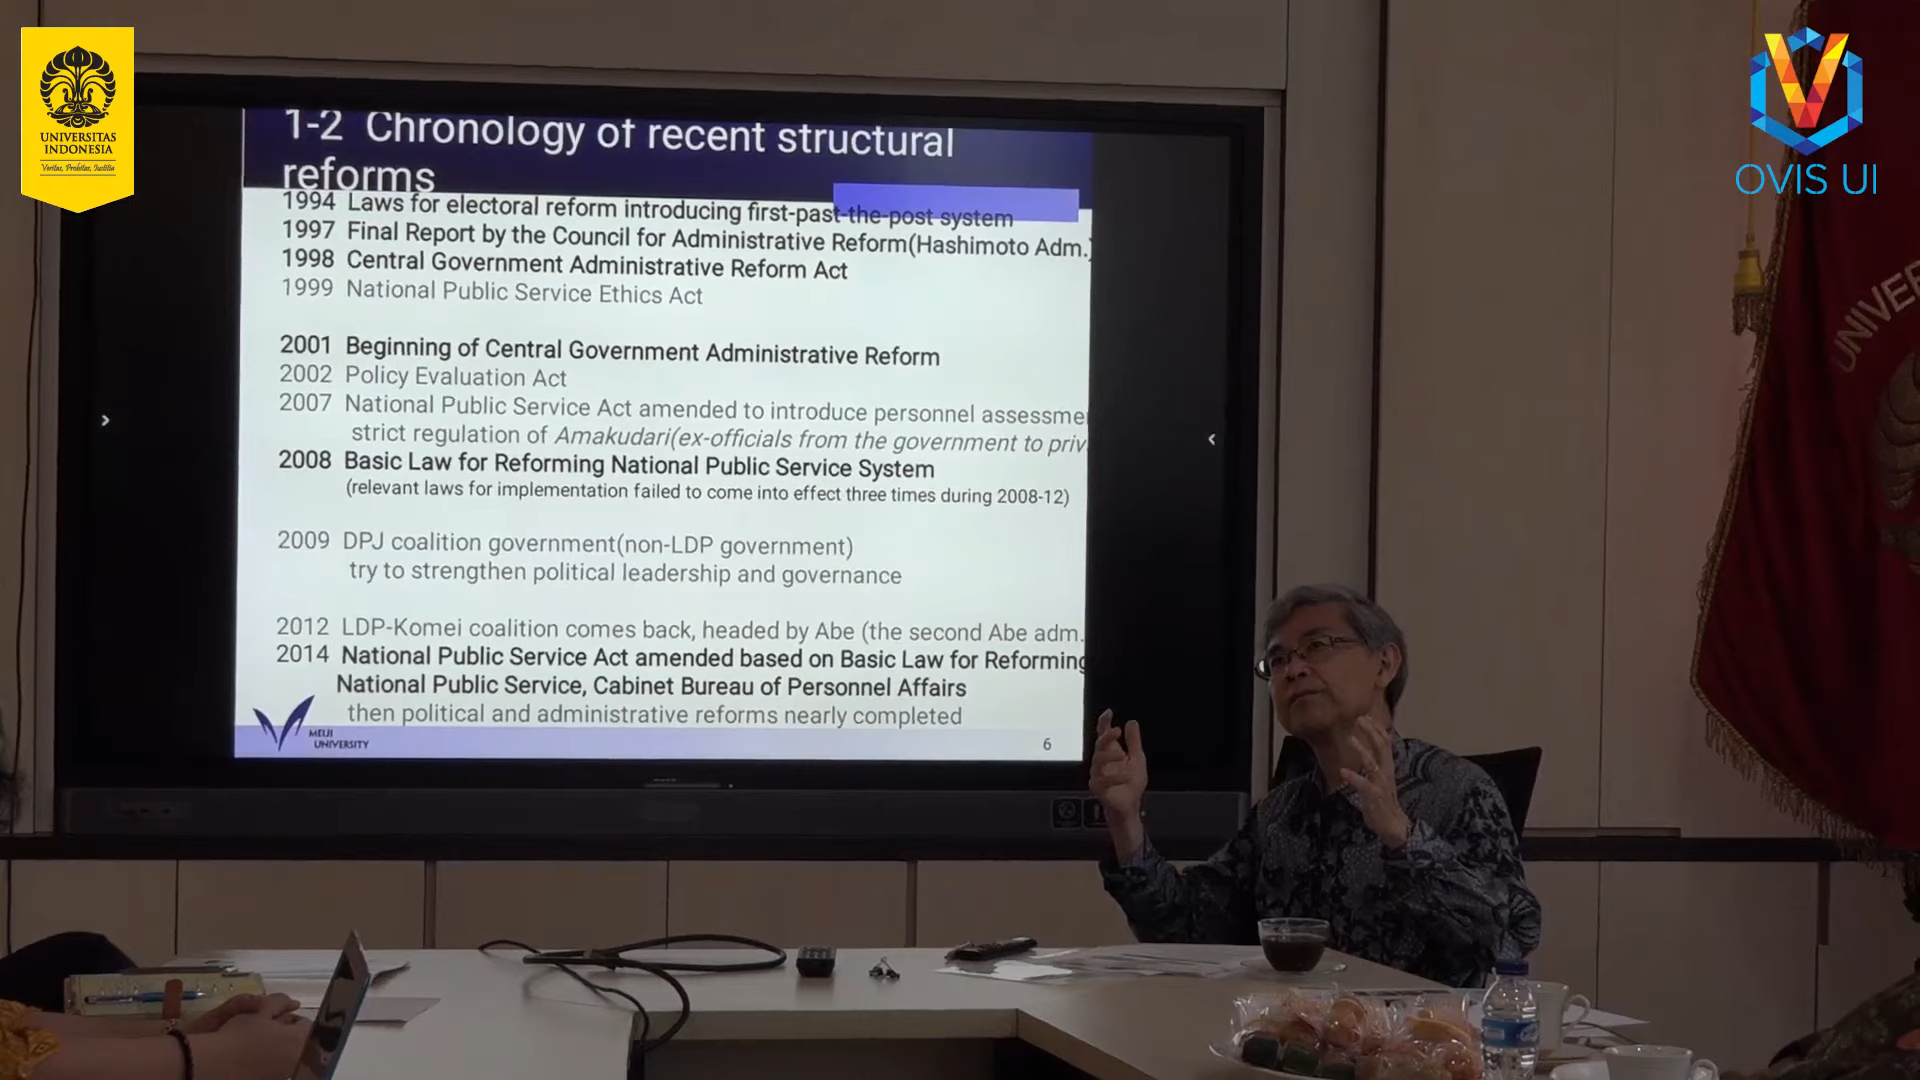 UNIVERSITAS
INDONESIA
Veritas, Probitas, Iustitia
OVIS UI
1-2 Chronology of recent structural
reforms
1994 Laws for electoral reform introducing first-past-the-post system
1997 Final Report by the Council for Administrative Reform(Hashimoto Adm.)
1998 Central Government Administrative Reform Act
1999 National Public Service Ethics Act
2001 Beginning of Central Government Administrative Reform
2002 Policy Evaluation Act
2007 National Public Service Act amended to introduce personnel assessme
strict regulation of Amakudari(ex-officials from the government to priv
2008 Basic Law for Reforming National Public Service System
(relevant laws for implementation failed to come into effect three times during 2008-12)
2009 DPJ coalition government(non-LDP government)
try to strengthen political leadership and governance
2012 LDP-Komei coalition comes back, headed by Abe (the second Abe adm.
2014 National Public Service Act amended based on Basic Law for Reforming
National Public Service, Cabinet Bureau of Personnel Affairs
then political and administrative reforms nearly completed
MEIJI
UNIVERSITY
6
UNIVER